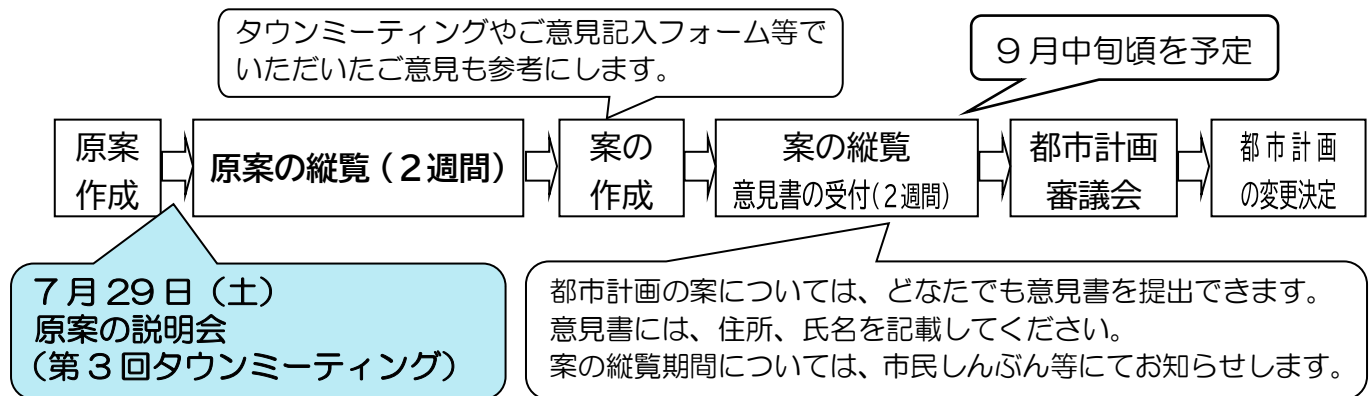 タウンミーティングやご意見記入フォーム等で
いただいたご意見も参考にします。
９月中旬頃を予定
原案
作成
原案の縦覧（２週間）
案の
作成
案の縦覧
意見書の受付(２週間)
都市計画
審議会
都市計画
の変更決定
７月29日（土）
原案の説明会
（第３回タウンミーティング）
都市計画の案については、どなたでも意見書を提出できます。
意見書には、住所、氏名を記載してください。
案の縦覧期間については、市民しんぶん等にてお知らせします。